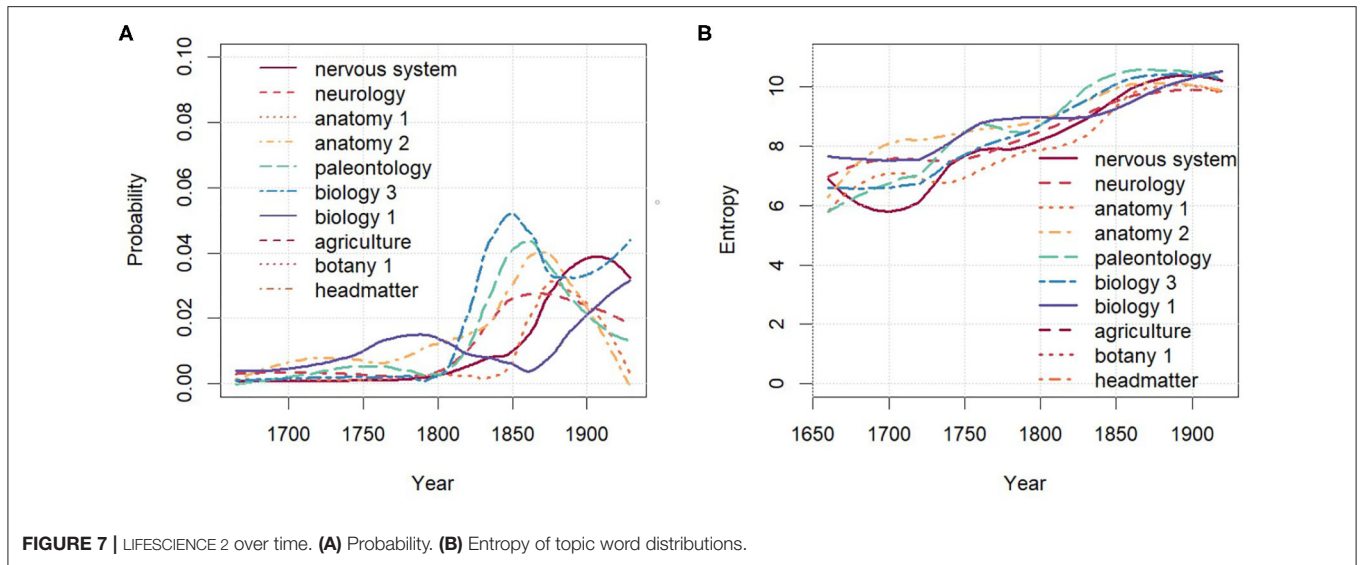 A
Probability
0.00
0.02
0.04
0.06
0.08
0.10
nervous system
neurology
anatomy 1
anatomy 2
paleontology
biology 3
biology 1
agriculture
botany 1
headmatter
1700 1750 1800 1850 1900
Year
B
Entropy
10
8
6
4
2
0
nervous system
neurology
anatomy 1
anatomy 2
paleontology
biology 3
biology 1
agriculture
botany 1
headmatter
1650 1700 1750 1800 1850 1900
Year
FIGURE 7 | LIFESCIENCE 2 over time. (A) Probability. (B) Entropy of topic word distributions.